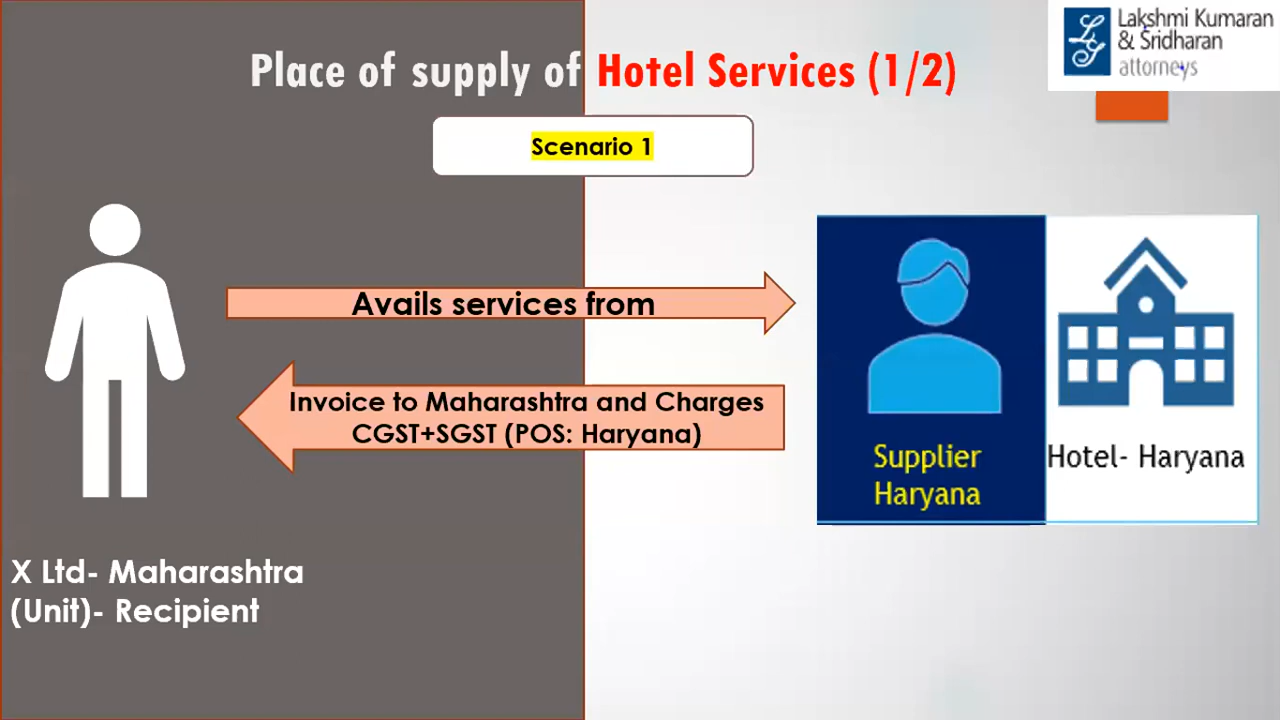 Lakshmi Kumaran
& Sridharan
attorneys
Place of supply of Hotel Services (1/2)
Scenario 1
Avails services from
Invoice to Maharashtra and Charges
CGST+SGST (POS: Haryana)
Supplier
Haryana
Hotel- Haryana
X Ltd- Maharashtra
(Unit)- Recipient